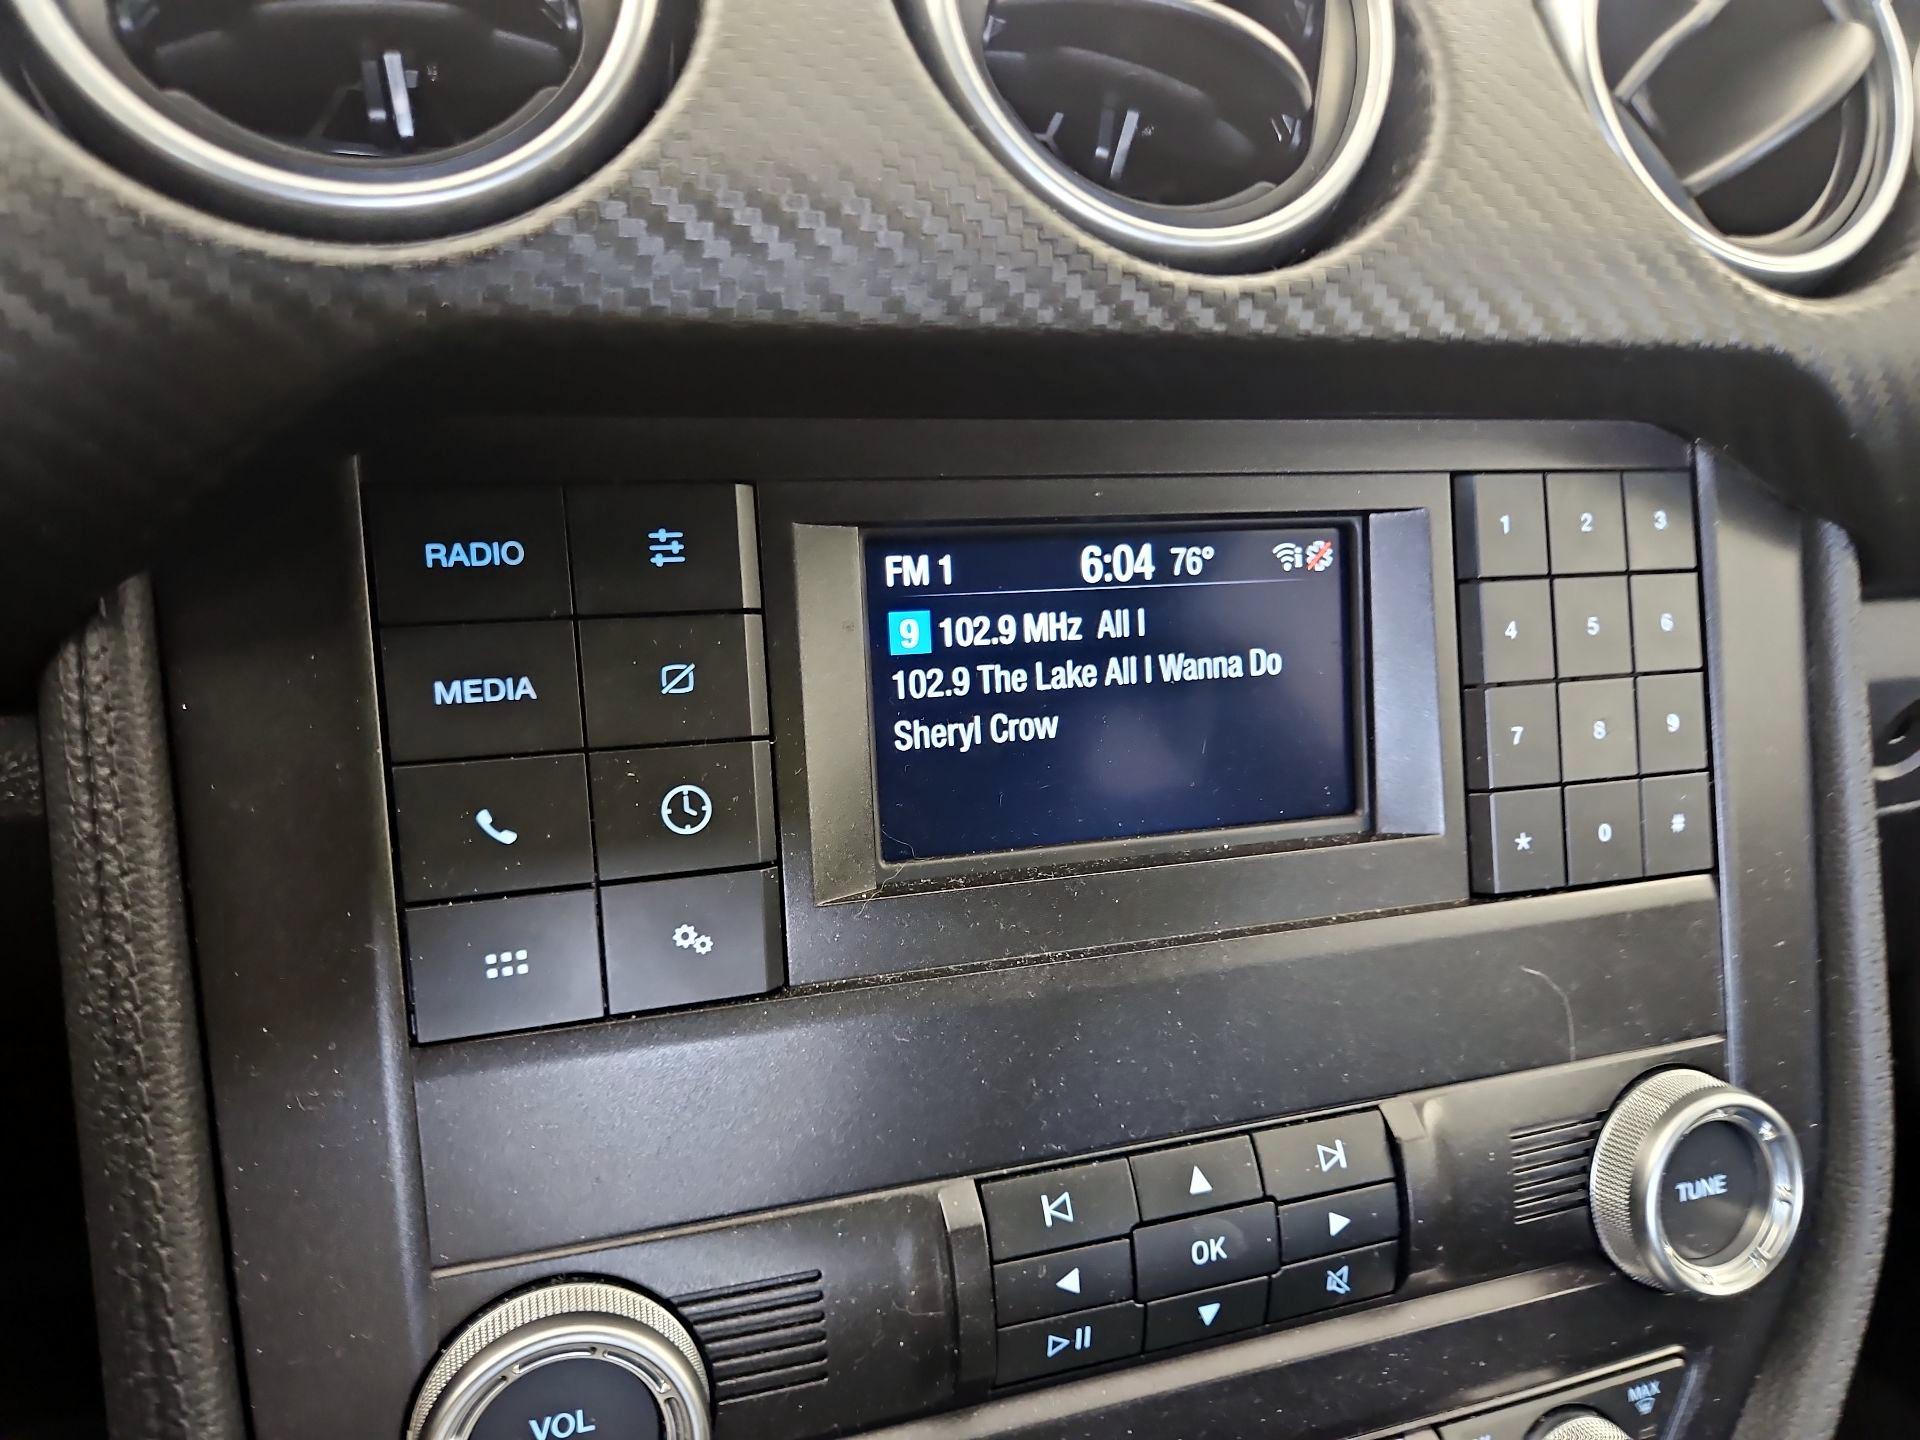 FM 1 6:04 76°
9 102.9 MHz All I
102.9 The Lake All I Wanna Do
Sheryl Crow
RADIO
MEDIA
1 2 3
4 5 6
7 8 9
* 0 #
OK
TUNE
VOL
MAX